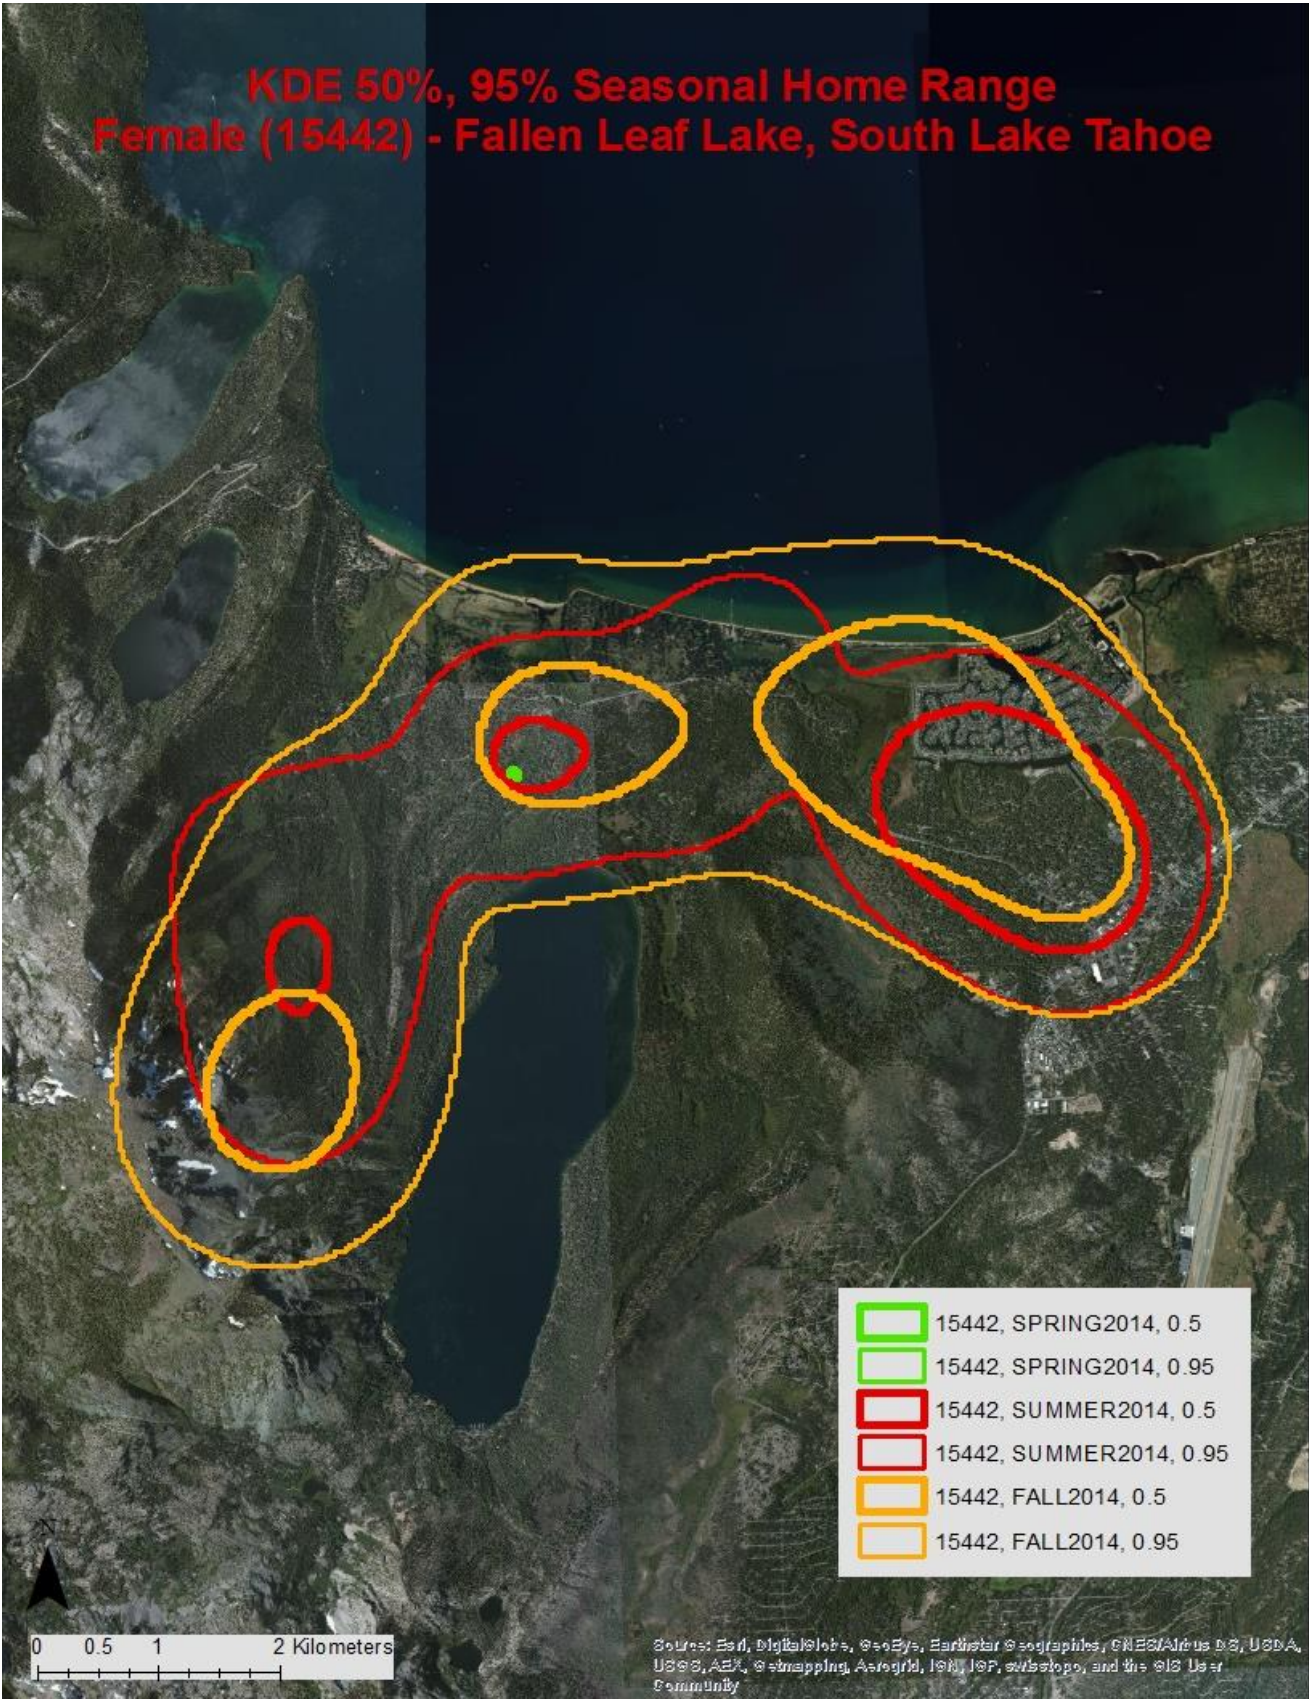 KDE 50%, 95% Seasonal Home Range
Female (15442) - Fallen Leaf Lake, South Lake Tahoe
15442, SPRING2014, 0.5
15442, SPRING2014, 0.95
15442, SUMMER2014, 0.5
15442, SUMMER2014, 0.95
15442, FALL2014, 0.5
15442, FALL2014, 0.95
N
0 0.5 1 2 Kilometers
Source: Esri, DigitalGlobe, GeoEye, Earthstar Geographics, CNES/Airbus DS, USDA,
USGS, AEX, Getmapping, Aerogrid, IGN, IGP, swisstopo, and the GIS User
Community